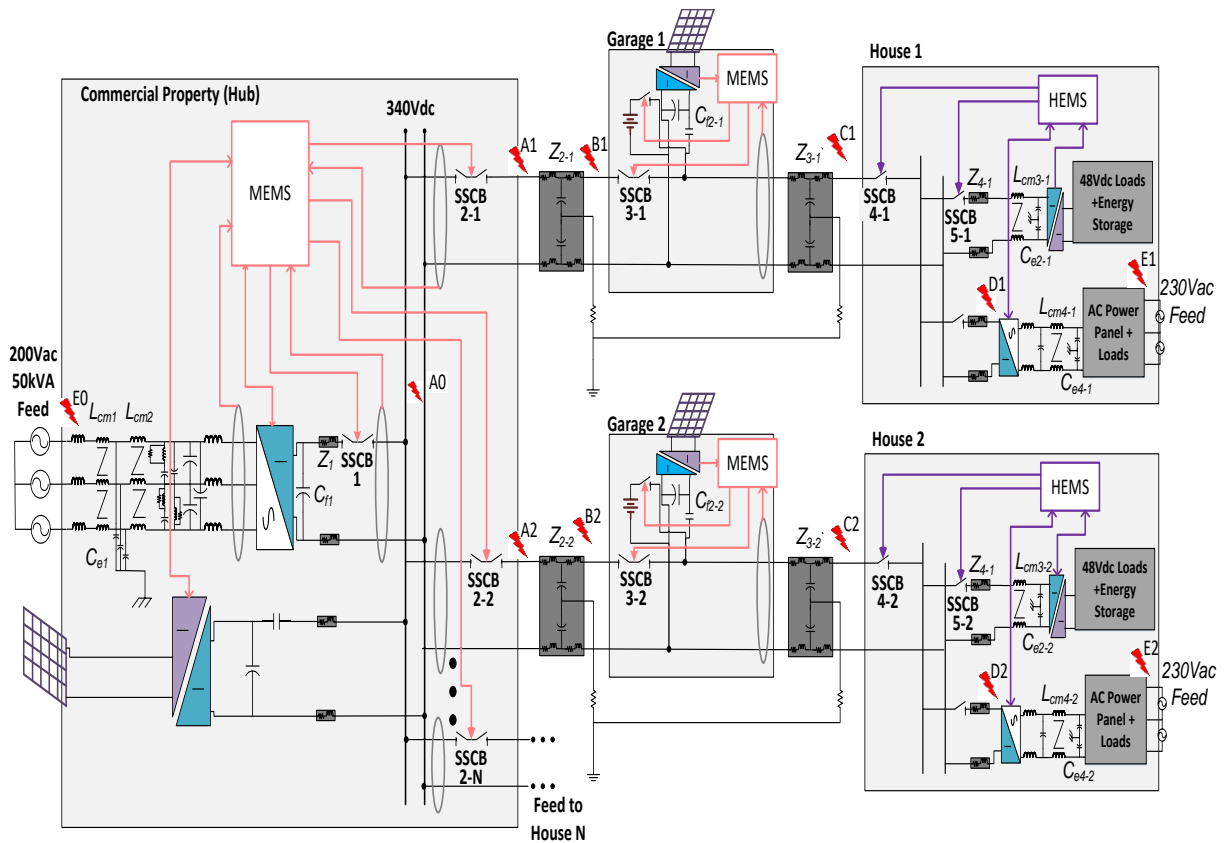 Commercial Property (Hub)
340Vdc
MEMS
200Vac
50kVA
Feed
E0
Lcm1
Lcm2
Ce1
Z1
Cf1
SSCB
1
A0
SSCB
2-1
SSCB
2-2
SSCB
2-N
Feed to
House N
A1
Z2-1
B1
Garage 1
MEMS
Cf2-1
SSCB
3-1
Z3-1
C1
House 1
HEMS
SSCB
4-1
SSCB
5-1
Z4-1
Lcm3-1
Ce2-1
48Vdc Loads
+Energy
Storage
D1
Lcm4-1
Ce4-1
AC Power
Panel +
Loads
E1
230Vac
Feed
A2
Z2-2
B2
Garage 2
MEMS
Cf2-2
SSCB
3-2
Z3-2
C2
House 2
HEMS
SSCB
4-2
SSCB
5-2
Z4-1
Lcm3-2
Ce2-2
48Vdc Loads
+Energy
Storage
D2
Lcm4-2
Ce4-2
AC Power
Panel +
Loads
E2
230Vac
Feed